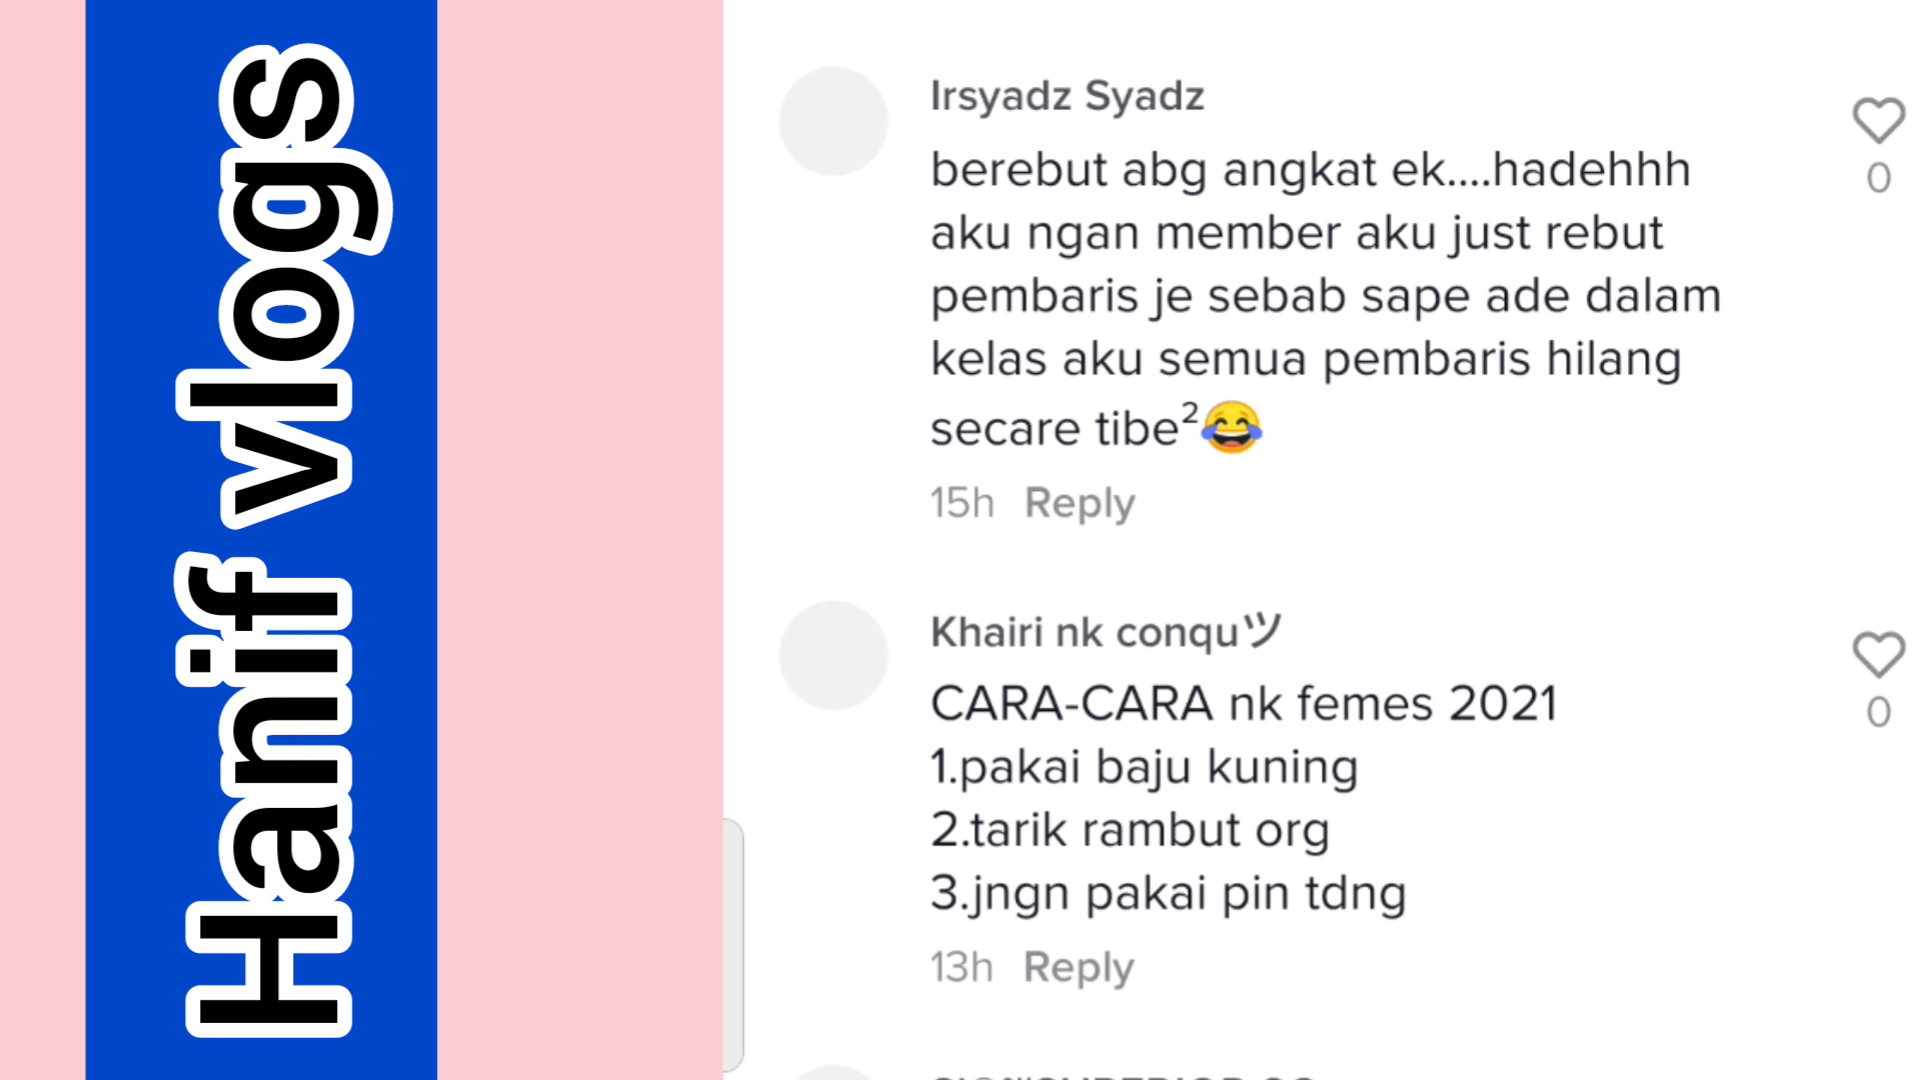 Hanif vlogs
Irsyadz Syadz
berebut abg angkat ek....hadehhh
aku ngan member aku just rebut
pembaris je sebab sape ade dalam
kelas aku semua pembaris hilang
secare tibe²😂
15h Reply
0
Khairi nk conquツ
CARA-CARA nk femes 2021
1.pakai baju kuning
2.tarik rambut org
3.jngn pakai pin tdng
13h Reply
0